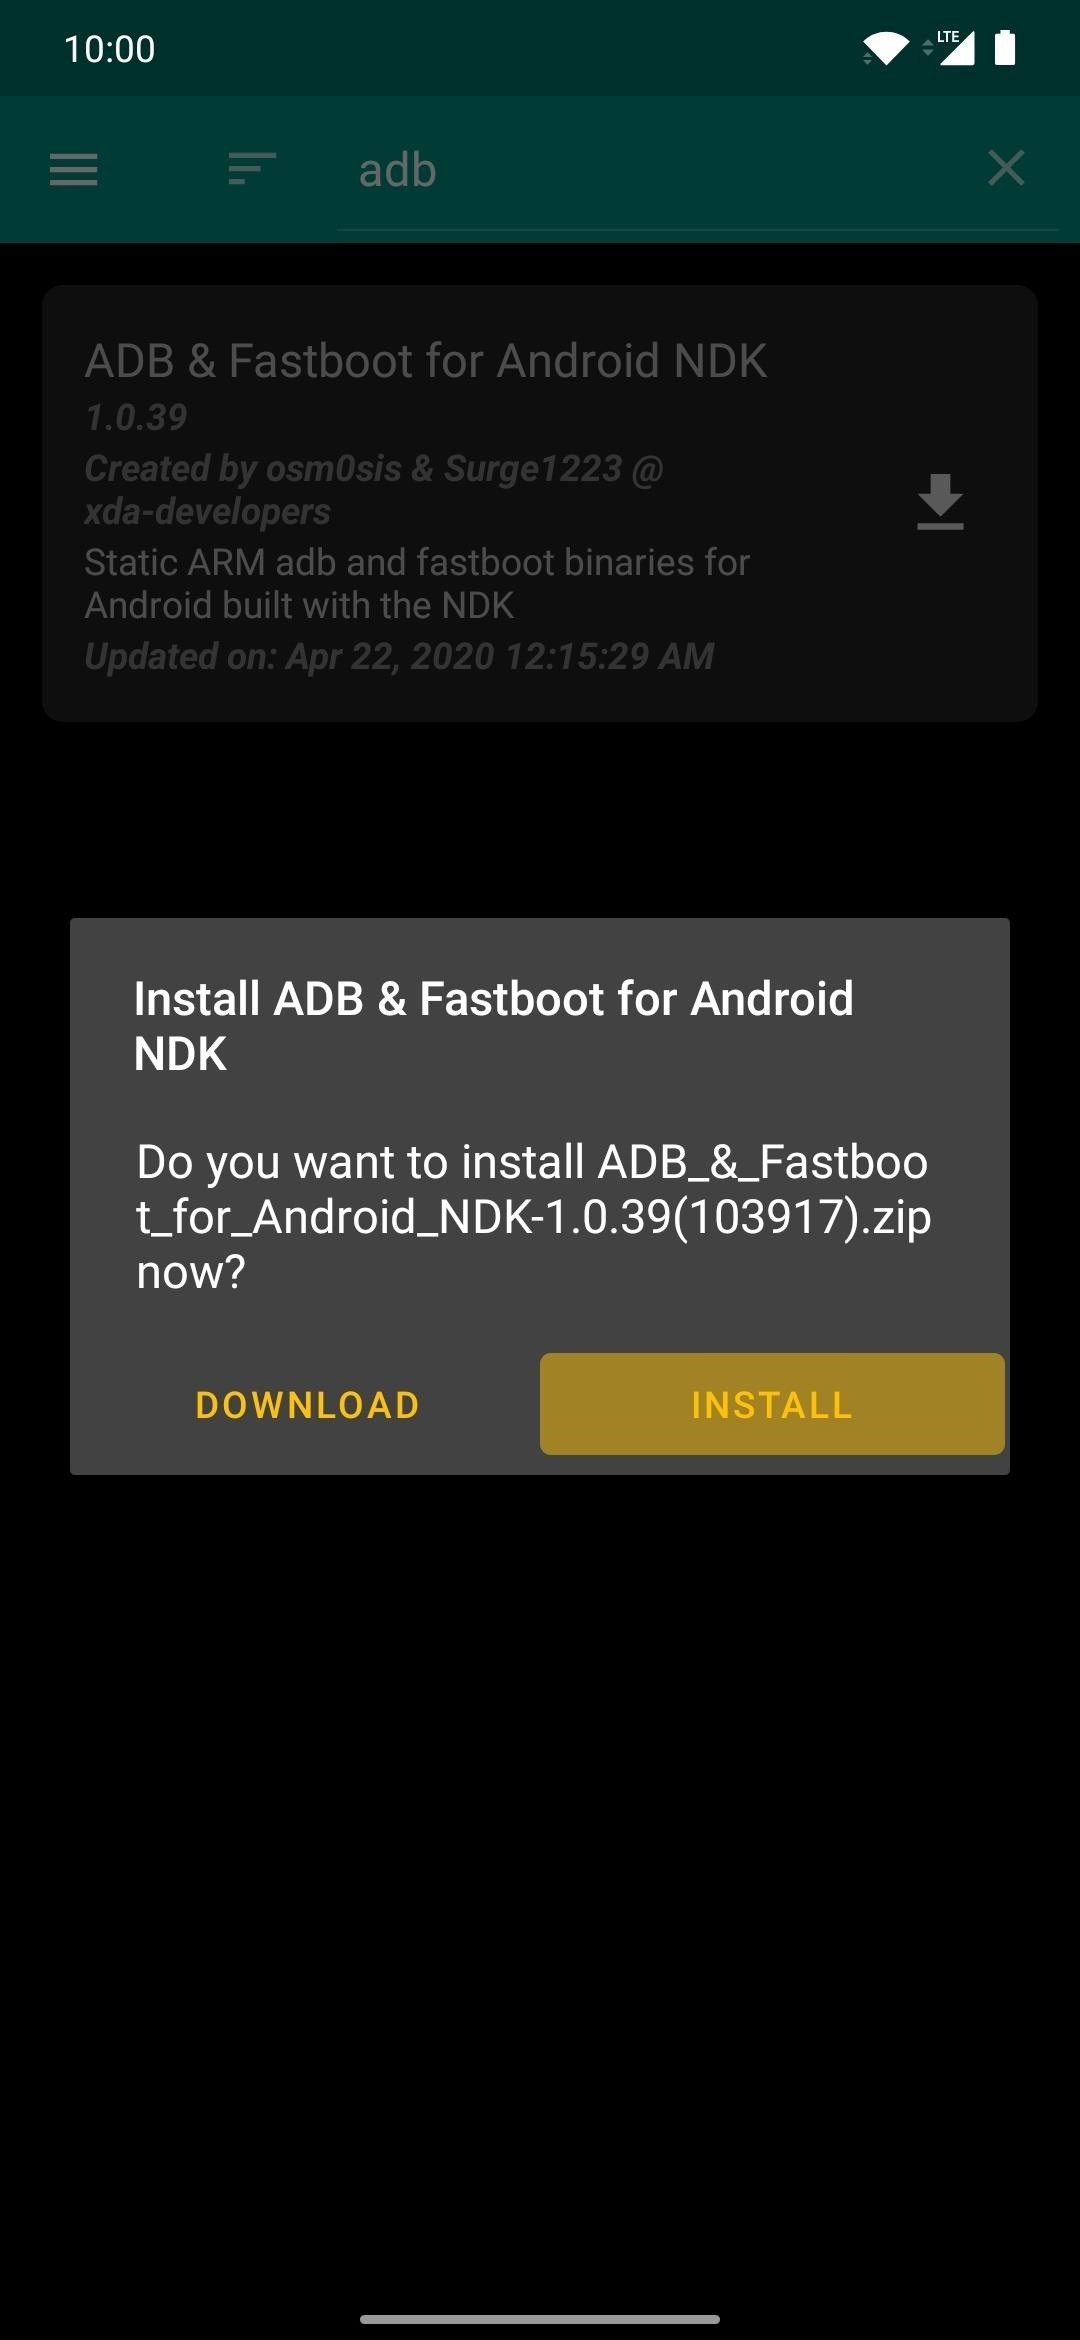 10:00
LTE
adb
ADB & Fastboot for Android NDK
1.0.39
Created by osm0sis & Surge1223 @
xda-developers
Static ARM adb and fastboot binaries for
Android built with the NDK
Updated on: Apr 22, 2020 12:15:29 AM
Install ADB & Fastboot for Android
NDK
Do you want to install ADB_&_Fastboo
t_for_Android_NDK-1.0.39(103917).zip
now?
DOWNLOAD INSTALL